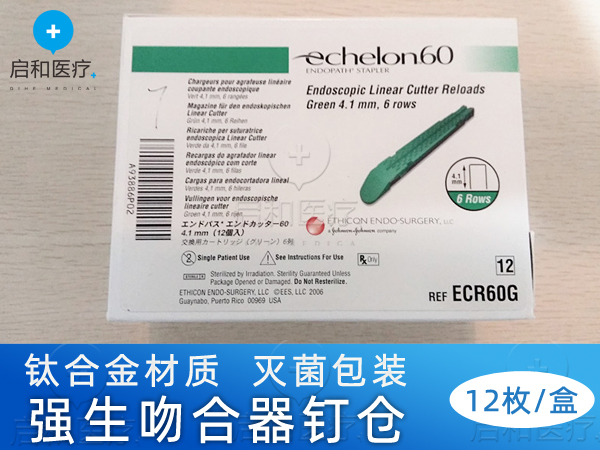 启和医疗
QIHE MEDICAL
echelon60
ENDOPATH® STAPLER
Endoscopic Linear Cutter Reloads
Green 4.1 mm, 6 rows
Chargeurs pour agrafeuse linéaire
coupante endoscopique
Vert 4.1 mm, 6 rangées
Magazine für den endoskopischen
Linear Cutter
Grün 4,1 mm, 6 Reihen
Ricariche per suturatrice
endoscopica Linear Cutter
Verde da 4,1 mm, 6 file
Recargas do agrafador linear
endoscópico com corte
Verde 4,1 mm, 6 filas
Cargas para endocortadora lineal
Verdes 4,1 mm, 6 hileras
Vullingen voor endoscopische
lineaire cutter
Groen 4,1 mm, 6 rijen
エンドパス® エンドカッター60
4.1 mm (12個入)
交換用カートリッジ (グリーン) 6列
A93886P02
4.1
mm
6 Rows
ETHICON ENDO-SURGERY, LLC
a Johnson&Johnson company
Single Patient Use
See Instructions For Use
Rx Only
STERILE R
Sterilized by Irradiation. Sterility Guaranteed Unless
Package Opened or Damaged. Do Not Resterilize.
ETHICON ENDO-SURGERY, LLC ©EES, LLC 2006
Guaynabo, Puerto Rico 00969 USA
12
REF ECR60G
钛合金材质 灭菌包装
强生吻合器钉仓
12枚/盒